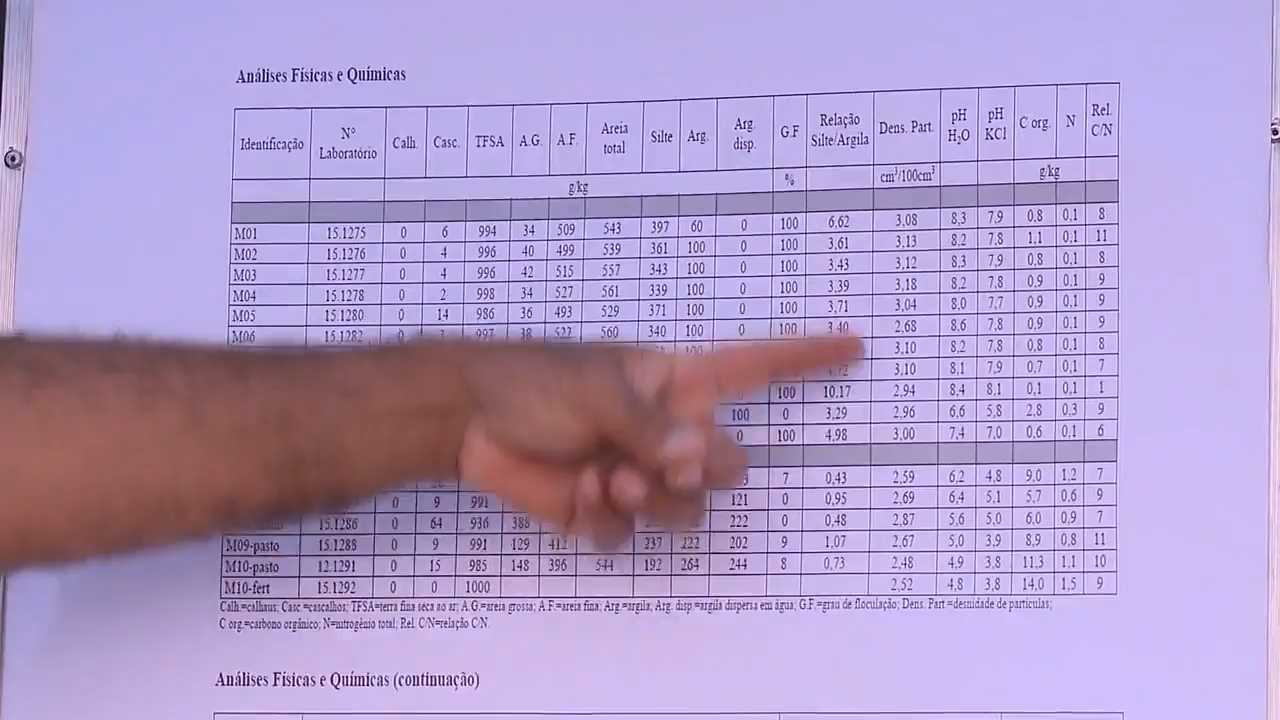 Análises Físicas e Químicas
Identificação Nº Laboratório Calh. Casc. TFSA A.G. A.F. Areia total Silte Arg. Arg. disp. G.F Relação Silte/Argila Dens. Part. pH H₂O pH KCl C org. N Rel. C/N
g/kg % cm³/100cm³ g/kg
M01 15.1275 0 6 994 34 509 543 397 60 0 100 6,62 3,08 8,3 7,9 0,8 0,1 8
M02 15.1276 0 4 996 40 499 539 361 100 0 100 3,61 3,13 8,2 7,8 1,1 0,1 11
M03 15.1277 0 4 996 42 515 557 343 100 0 100 3,43 3,12 8,3 7,9 0,8 0,1 8
M04 15.1278 0 2 998 34 527 561 339 100 0 100 3,39 3,18 8,2 7,8 0,9 0,1 9
M05 15.1280 0 14 986 36 493 529 371 100 0 100 3,71 3,04 8,0 7,7 0,9 0,1 9
M06 15.1282 0 997 38 522 560 340 100 0 100 3,40 2,68 8,6 7,8 0,9 0,1 9
3,10 8,2 7,8 0,8 0,1 8
3,10 8,1 7,9 0,7 0,1 7
100 10,17 2,94 8,4 8,1 0,1 0,1 1
100 0 3,29 2,96 6,6 5,8 2,8 0,3 9
0 100 4,98 3,00 7,4 7,0 0,6 0,1 6
7 0,43 2,59 6,2 4,8 9,0 1,2 7
0 9 991 121 0 0,95 2,69 6,4 5,1 5,7 0,6 9
15.1286 0 64 936 388 222 0 0,48 2,87 5,6 5,0 6,0 0,9 7
M09-pasto 15.1288 0 9 991 129 412 237 222 202 9 1,07 2,67 5,0 3,9 8,9 0,8 11
M10-pasto 12.1291 0 15 985 148 396 544 192 264 244 8 0,73 2,48 4,9 3,8 11,3 1,1 10
M10-fert 15.1292 0 0 1000 2,52 4,8 3,8 14,0 1,5 9
Calh.=calhaus; Casc.=cascalhos; TFSA=terra fina seca ao ar; A.G.=areia grossa; A.F.=areia fina; Arg.=argila; Arg. disp.=argila dispersa em água; G.F.=grau de floculação; Dens. Part.=desnidade de partículas;
C org.=carbono orgânico; N=nitrogênio total; Rel. C/N=relação C/N.
Análises Físicas e Químicas (continuação)